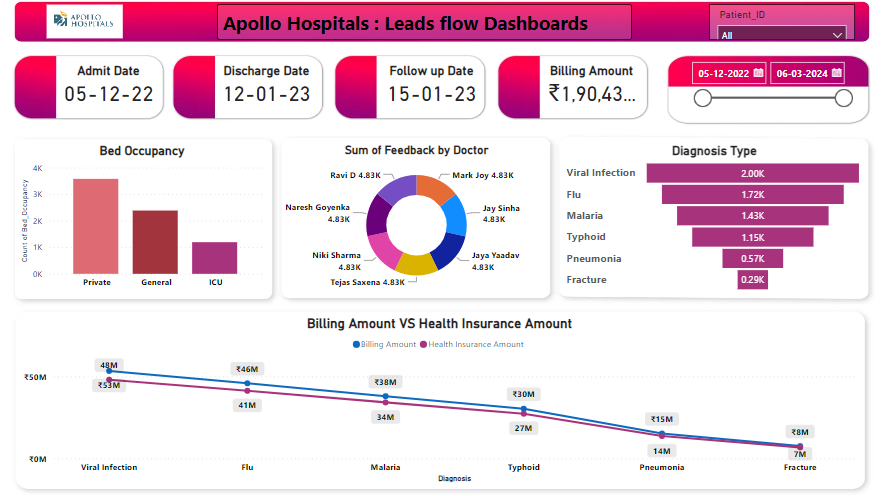 APOLLO
HOSPITALS
Apollo Hospitals : Leads flow Dashboards
Patient_ID
All
Admit Date
05-12-22
Discharge Date
12-01-23
Follow up Date
15-01-23
Billing Amount
₹1,90,43...
05-12-2022
06-03-2024
Bed Occupancy
Count of Bed_Occupancy
4K
3K
2K
1K
0K
Private
General
ICU
Sum of Feedback by Doctor
Ravi D 4.83K
Mark Joy 4.83K
Naresh Goyenka
4.83K
Jay Sinha
4.83K
Niki Sharma
4.83K
Jaya Yaadav
4.83K
Tejas Saxena 4.83K
Diagnosis Type
Viral Infection 2.00K
Flu 1.72K
Malaria 1.43K
Typhoid 1.15K
Pneumonia 0.57K
Fracture 0.29K
Billing Amount VS Health Insurance Amount
Billing Amount Health Insurance Amount
₹50M
₹0M
48M
₹53M
₹46M
41M
₹38M
34M
₹30M
27M
₹15M
14M
₹8M
7M
Viral Infection
Flu
Malaria
Typhoid
Pneumonia
Fracture
Diagnosis